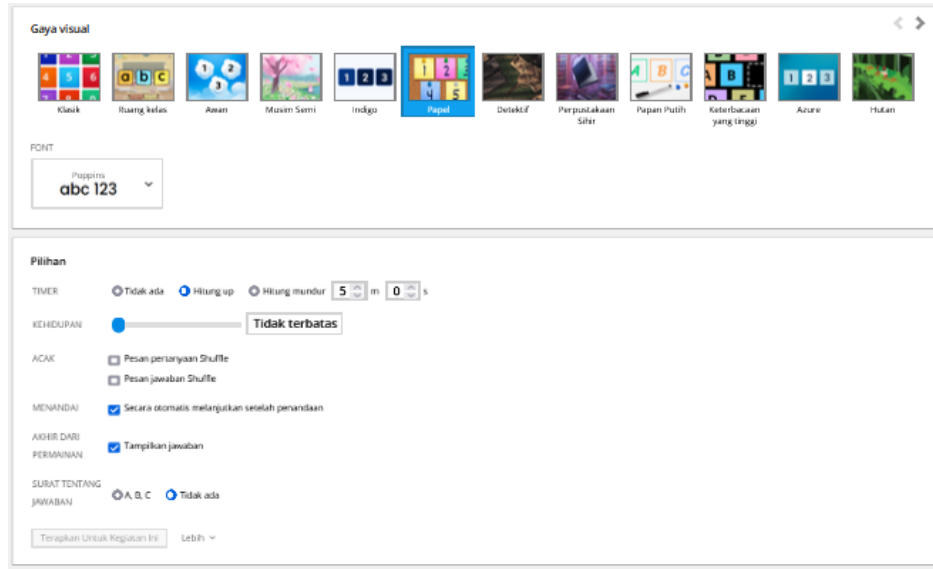 Gaya visual
Klasik
Ruang kelas
Awan
Musim Semi
Indigo
Papel
Detektif
Perpustakaan Sihir
Papan Putih
Keterbacaan yang tinggi
Azure
Hutan
FONT
Poppins
abc 123
Pilihan
TIMER Tidak ada Hitung up Hitung mundur 5 m 0 s
KEHIDUPAN Tidak terbatas
ACAK Pesan pertanyaan Shuffle
Pesan jawaban Shuffle
MENANDAI Secara otomatis melanjutkan setelah penandaan
AKHIR DARI PERMAINAN Tampilkan jawaban
SURAT TENTANG JAWABAN A, B, C Tidak ada
Terapkan Untuk Kegiatan Ini Lebih